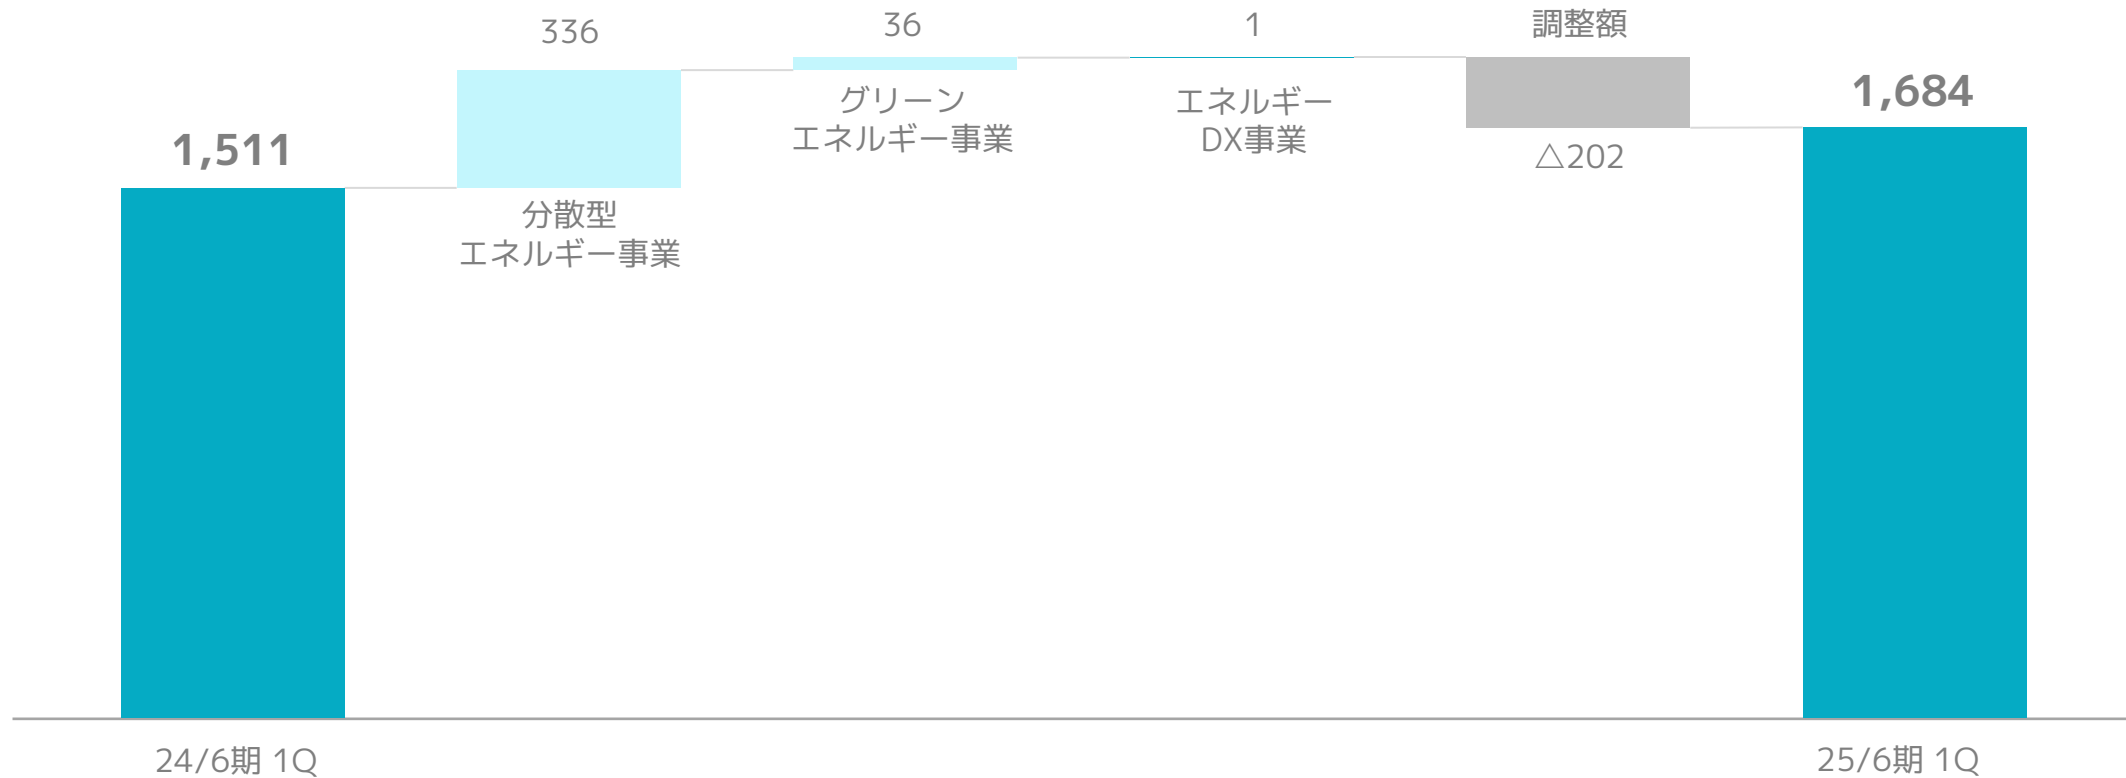 336
36
1
調整額
1,511
分散型
エネルギー事業
グリーン
エネルギー事業
エネルギー
DX事業
△202
1,684
24/6期 1Q
25/6期 1Q